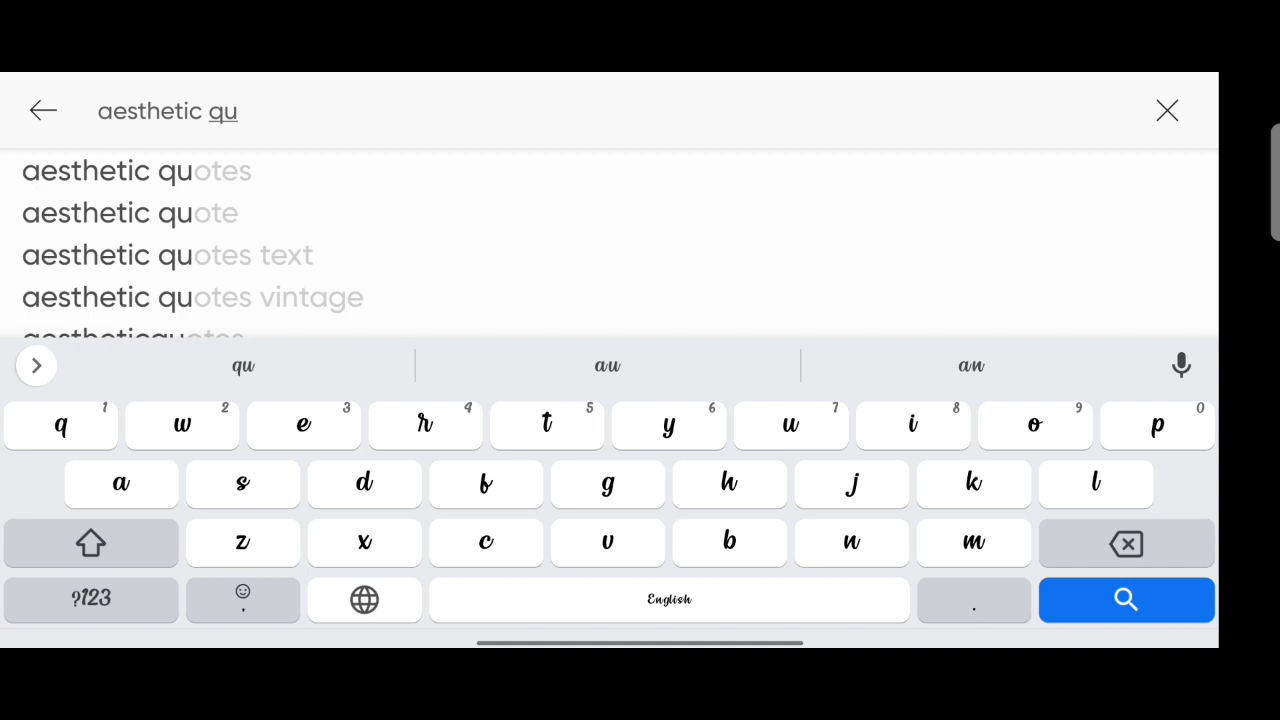 aesthetic qu
aesthetic quotes
aesthetic quote
aesthetic quotes text
aesthetic quotes vintage
aestheticquotes
qu au an
1 2 3 4 5 6 7 8 9 0
q w e r t y u i o p
a s d f g h j k l
z x c v b n m
?123 , English .